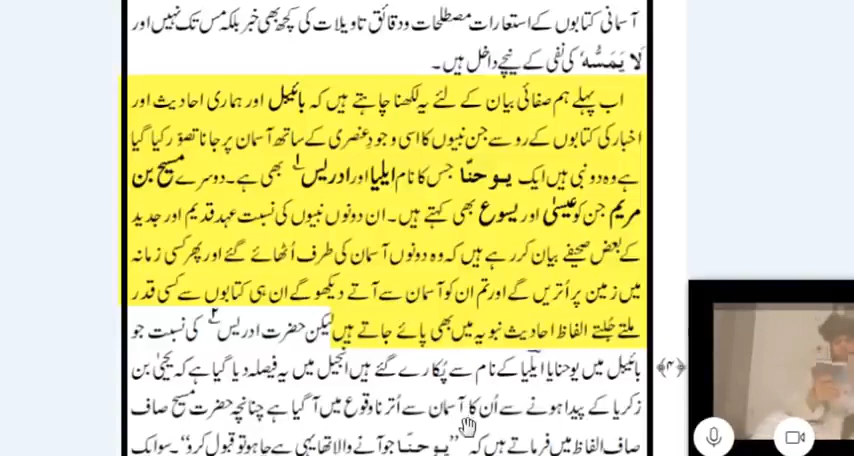 آسمانی کتابوں کے استعارات مصطلحات و دقائق تاویلات کی کچھ بھی خبر بلکہ مس تک نہیں اور
لَا یَمَسُّہٗ کی نفی کے نیچے داخل ہیں۔
اب پہلے ہم صفائی بیان کے لئے یہ لکھنا چاہتے ہیں کہ بائیبل اور ہماری احادیث اور
اخبار کی کتابوں کے رو سے جن نبیوں کا اسی وجودِ عنصری کے ساتھ آسمان پر جانا تصوّر کیا گیا
ہے وہ دو نبی ہیں ایک یوحنّا جس کا نام ایلیا اور ادریس۱ بھی ہے۔ دوسرے مسیح بن
مریم جن کو عیسیٰ اور یسوع بھی کہتے ہیں۔ ان دونوں نبیوں کی نسبت عہد قدیم اور جدید
کے بعض صحیفے بیان کر رہے ہیں کہ وہ دونوں آسمان کی طرف اُٹھائے گئے اور پھر کسی زمانہ
میں زمین پر اُتریں گے اور تم ان کو آسمان سے آتے دیکھو گے ان ہی کتابوں سے کسی قدر
ملتے جُلتے الفاظ احادیث نبویہ میں بھی پائے جاتے ہیں لیکن حضرت ادریس۲ کی نسبت جو
بائیبل میں یوحنا یا ایلیا کے نام سے پُکارے گئے ہیں انجیل میں یہ فیصلہ دیا گیا ہے کہ یحیٰی بن
﴿۴﴾
زکریا کے پیدا ہونے سے اُن کا آسمان سے اُترنا وقوع میں آ گیا ہے چنانچہ حضرت مسیح صاف
صاف الفاظ میں فرماتے ہیں کہ ”یوحنّا جو آنے والا تھا یہی ہے چاہو تو قبول کرو“۔ سو ایک